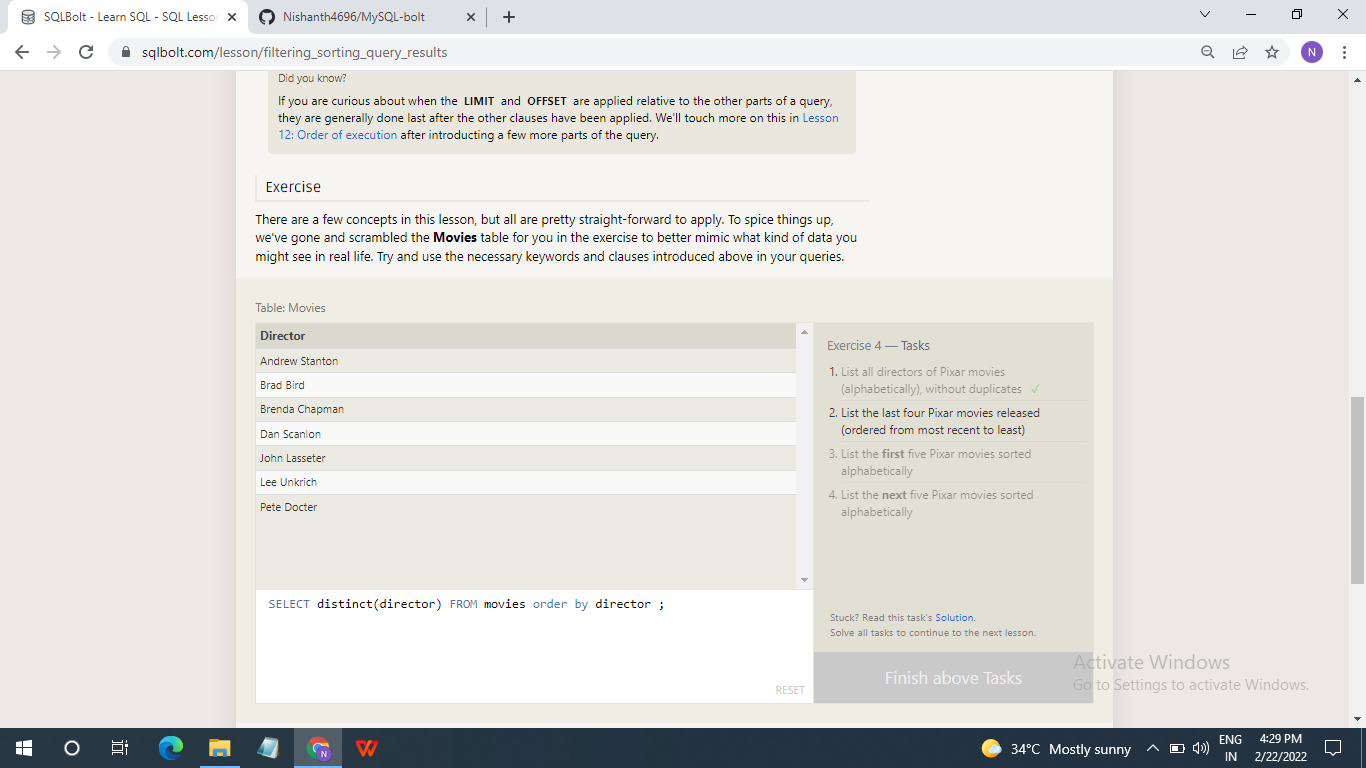 SQLBolt - Learn SQL - SQL Lesso
Nishanth4696/MySQL-bolt
sqlbolt.com/lesson/filtering_sorting_query_results
N
Did you know?
If you are curious about when the LIMIT and OFFSET are applied relative to the other parts of a query,
they are generally done last after the other clauses have been applied. We'll touch more on this in Lesson
12: Order of execution after introducting a few more parts of the query.
Exercise
There are a few concepts in this lesson, but all are pretty straight-forward to apply. To spice things up,
we've gone and scrambled the Movies table for you in the exercise to better mimic what kind of data you
might see in real life. Try and use the necessary keywords and clauses introduced above in your queries.
Table: Movies
Director
Andrew Stanton
Brad Bird
Brenda Chapman
Dan Scanlon
John Lasseter
Lee Unkrich
Pete Docter
SELECT distinct(director) FROM movies order by director ;
RESET
Exercise 4 — Tasks
1. List all directors of Pixar movies
(alphabetically), without duplicates ✓
2. List the last four Pixar movies released
(ordered from most recent to least)
3. List the first five Pixar movies sorted
alphabetically
4. List the next five Pixar movies sorted
alphabetically
Stuck? Read this task's Solution.
Solve all tasks to continue to the next lesson.
Finish above Tasks
Activate Windows
Go to Settings to activate Windows.
N
34°C Mostly sunny
ENG
IN
4:29 PM
2/22/2022